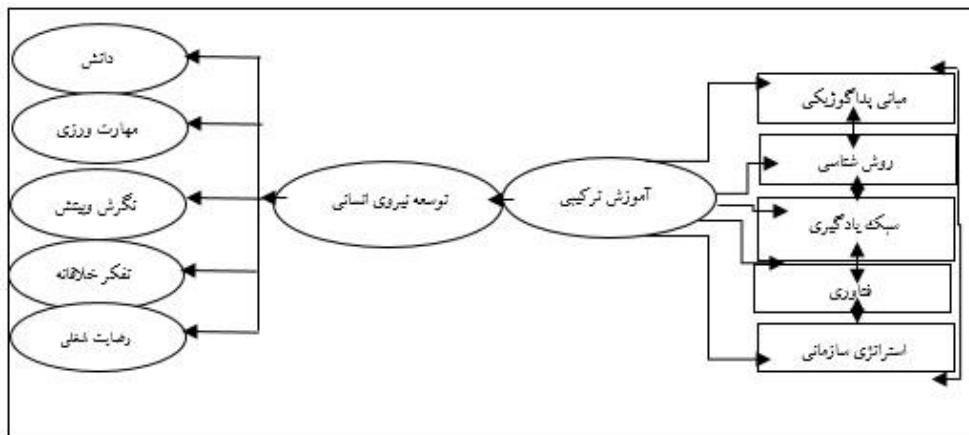 مبانی پداگوژیکی
روش شناسی
سبک یادگیری
فناوری
استراتژی سازمانی
آموزش ترکیبی
توسعه نیروی انسانی
دانش
مهارت ورزی
نگرش وبینش
تفکر خلاقانه
رضایت شغلی